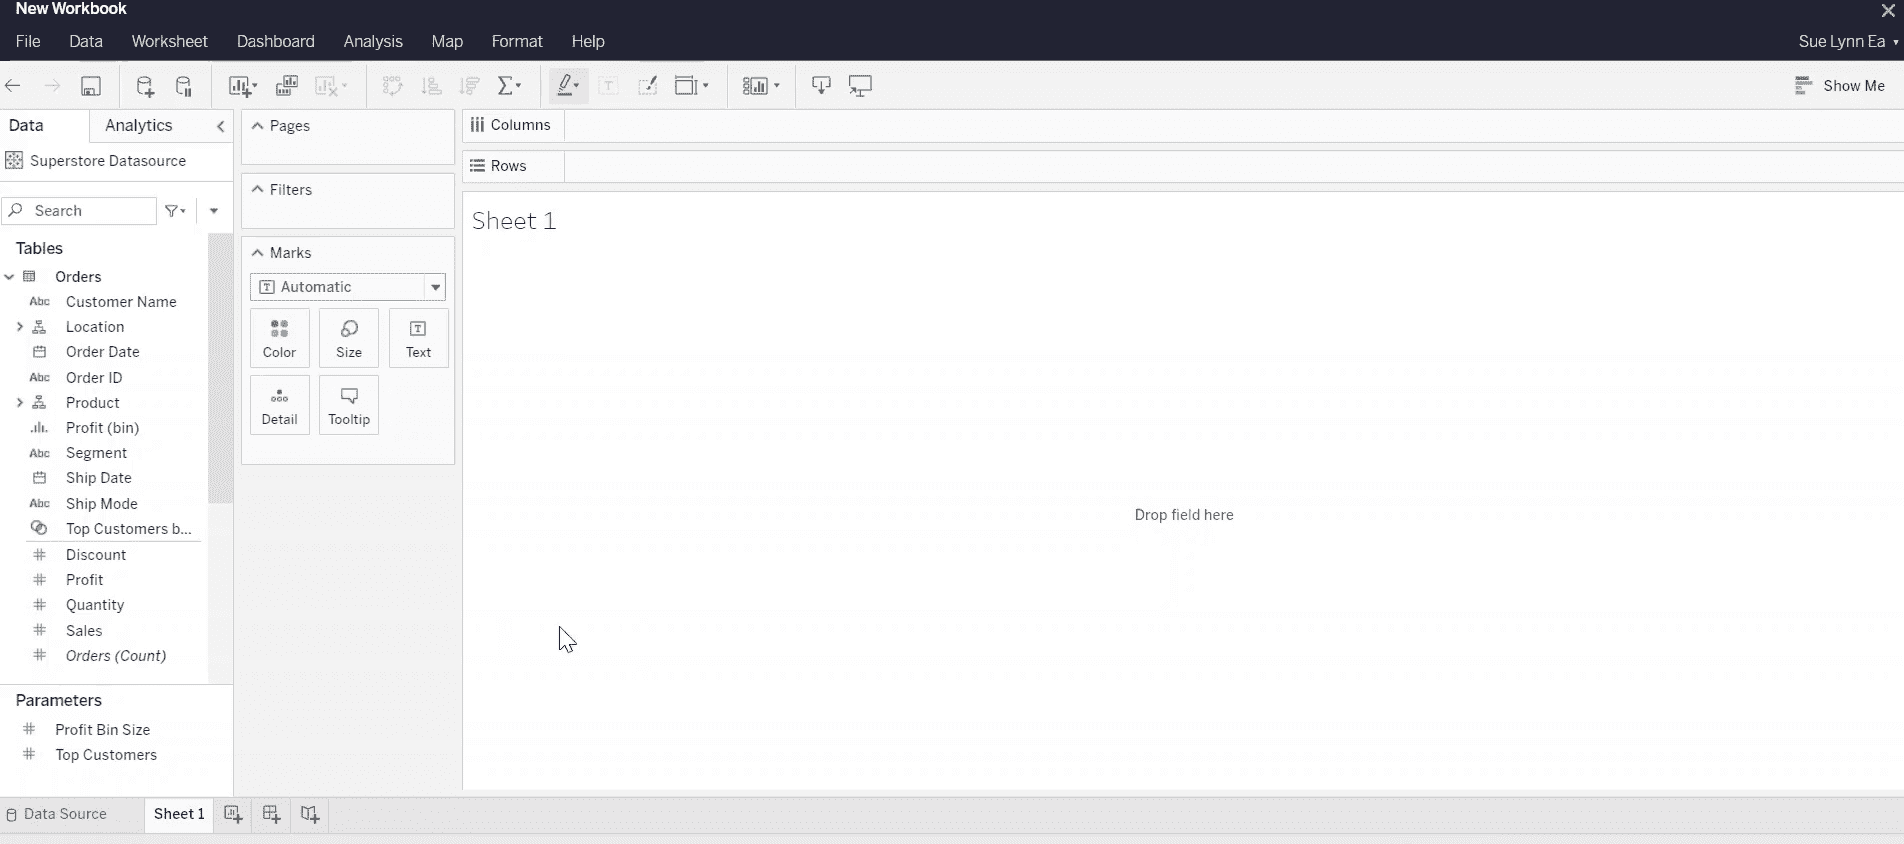 New Workbook
File Data Worksheet Dashboard Analysis Map Format Help Sue Lynn Ea
Show Me
Data Analytics
Superstore Datasource
Search
Tables
Orders
Abc Customer Name
Location
Order Date
Abc Order ID
Product
Profit (bin)
Abc Segment
Ship Date
Abc Ship Mode
Top Customers b...
# Discount
# Profit
# Quantity
# Sales
# Orders (Count)
Parameters
# Profit Bin Size
# Top Customers
Pages
Filters
Marks
T Automatic
Color Size T Text
Detail Tooltip
Columns
Rows
Sheet 1
Drop field here
Data Source Sheet 1